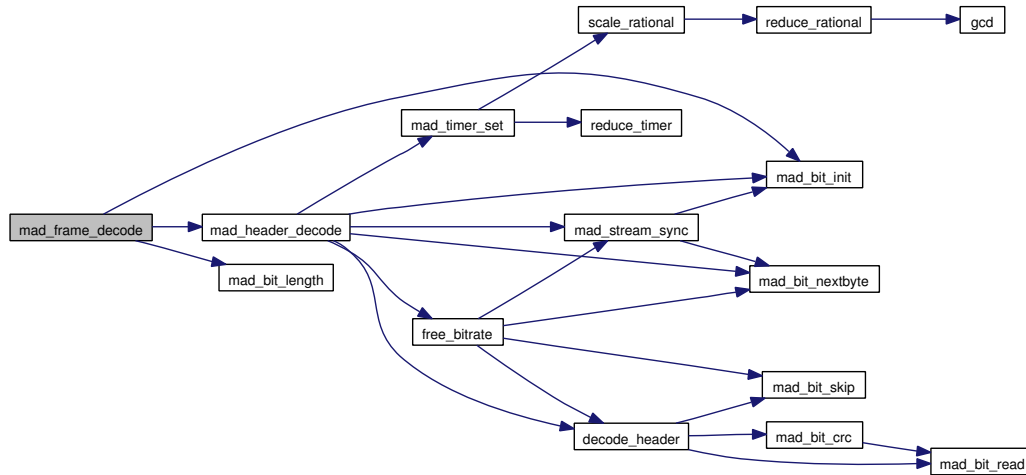 scale_rational
reduce_rational
gcd
mad_timer_set
reduce_timer
mad_bit_init
mad_frame_decode
mad_header_decode
mad_stream_sync
mad_bit_length
mad_bit_nextbyte
free_bitrate
mad_bit_skip
decode_header
mad_bit_crc
mad_bit_read